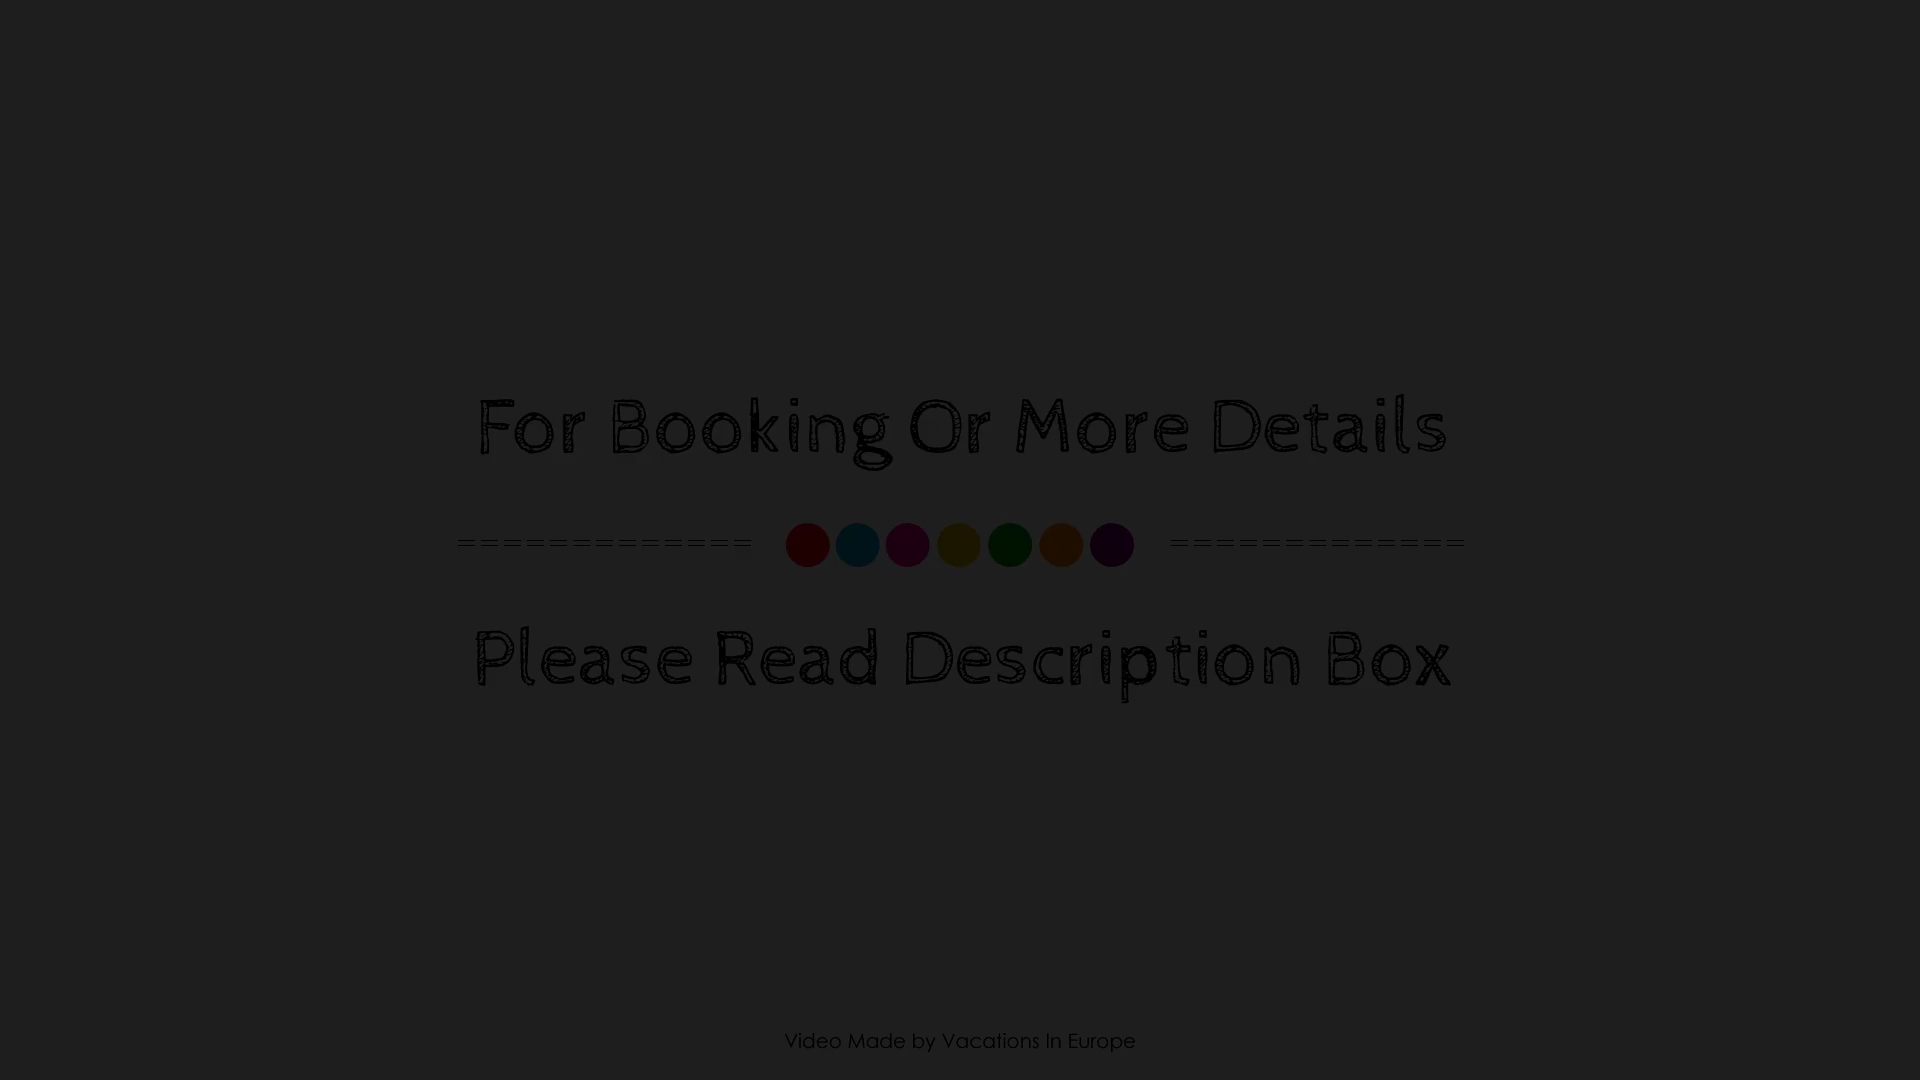 For Booking Or More Details
============= =============
Please Read Description Box
Video Made by Vacations In Europe